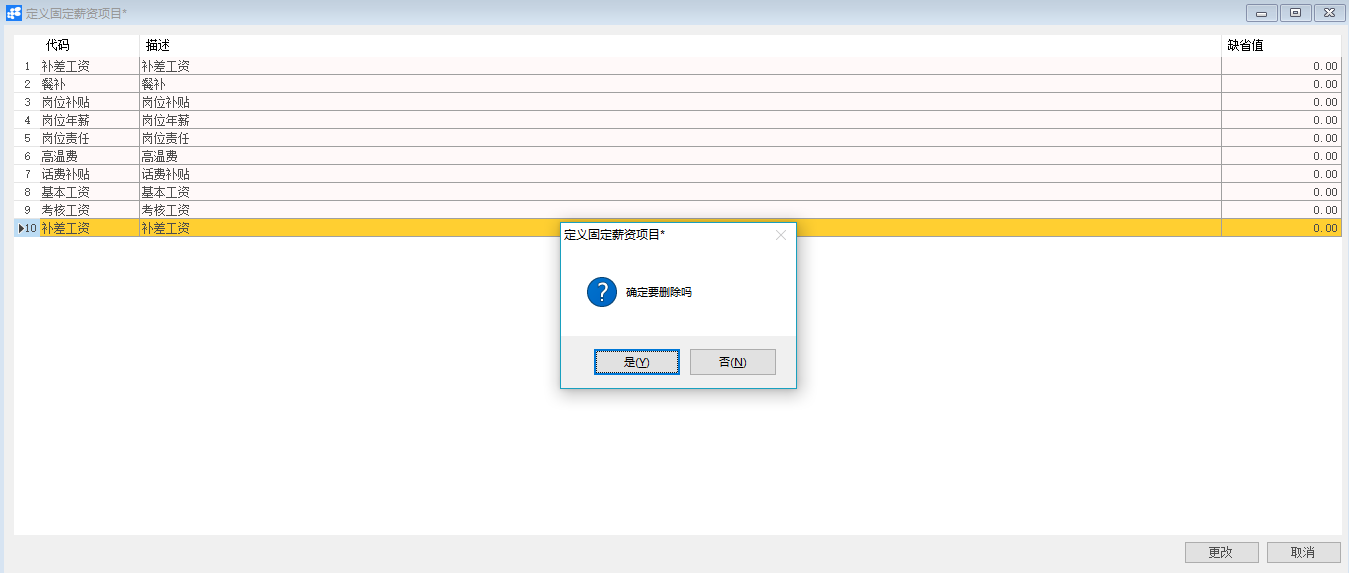 定义固定薪资项目*
代码 描述 缺省值
1 补差工资 补差工资 0.00
2 餐补 餐补 0.00
3 岗位补贴 岗位补贴 0.00
4 岗位年薪 岗位年薪 0.00
5 岗位责任 岗位责任 0.00
6 高温费 高温费 0.00
7 话费补贴 话费补贴 0.00
8 基本工资 基本工资 0.00
9 考核工资 考核工资 0.00
10 补差工资 补差工资 0.00
定义固定薪资项目*
确定要删除吗
是(Y) 否(N)
更改 取消